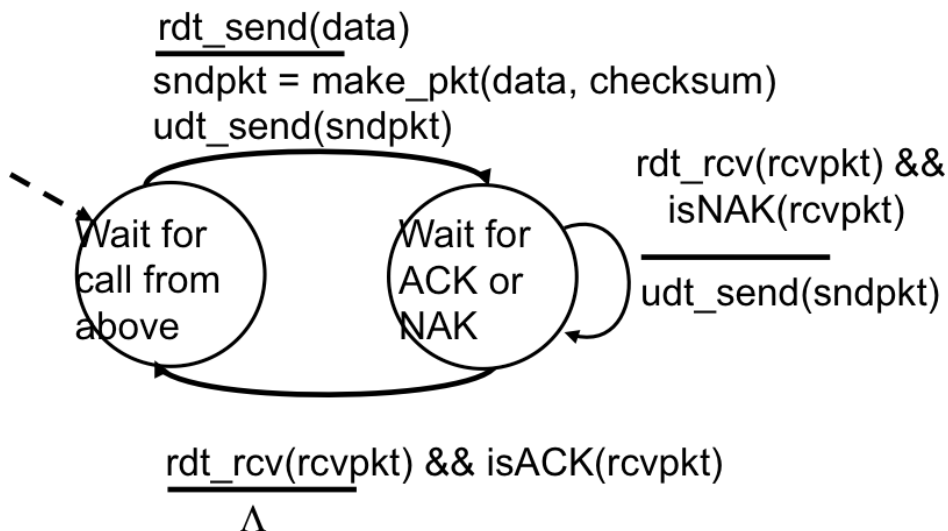 rdt_send(data)
sndpkt = make_pkt(data, checksum)
udt_send(sndpkt)
rdt_rcv(rcvpkt) &&
isNAK(rcvpkt)
udt_send(sndpkt)
Wait for
call from
above
Wait for
ACK or
NAK
rdt_rcv(rcvpkt) && isACK(rcvpkt)
Λ